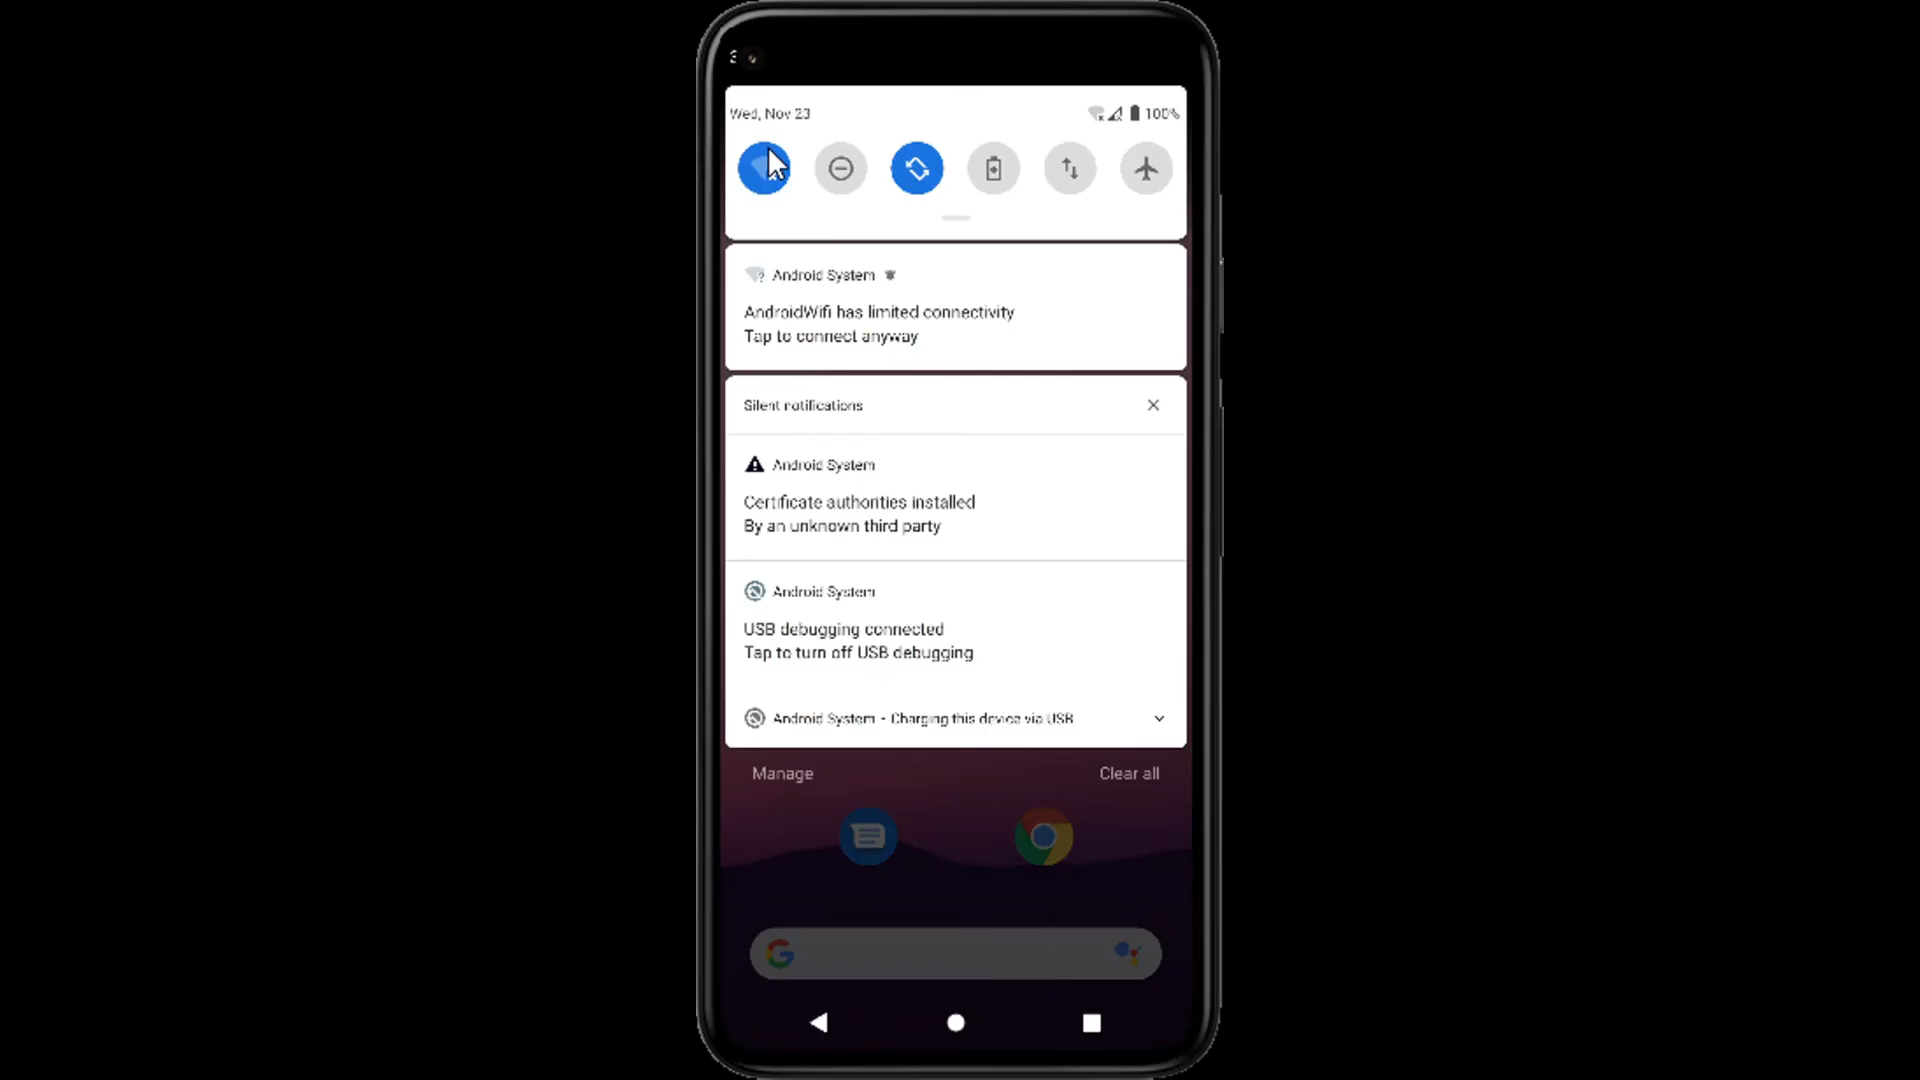 Wed, Nov 23
100%
Android System
AndroidWifi has limited connectivity
Tap to connect anyway
Silent notifications
Android System
Certificate authorities installed
By an unknown third party
Android System
USB debugging connected
Tap to turn off USB debugging
Android System • Charging this device via USB
Manage
Clear all